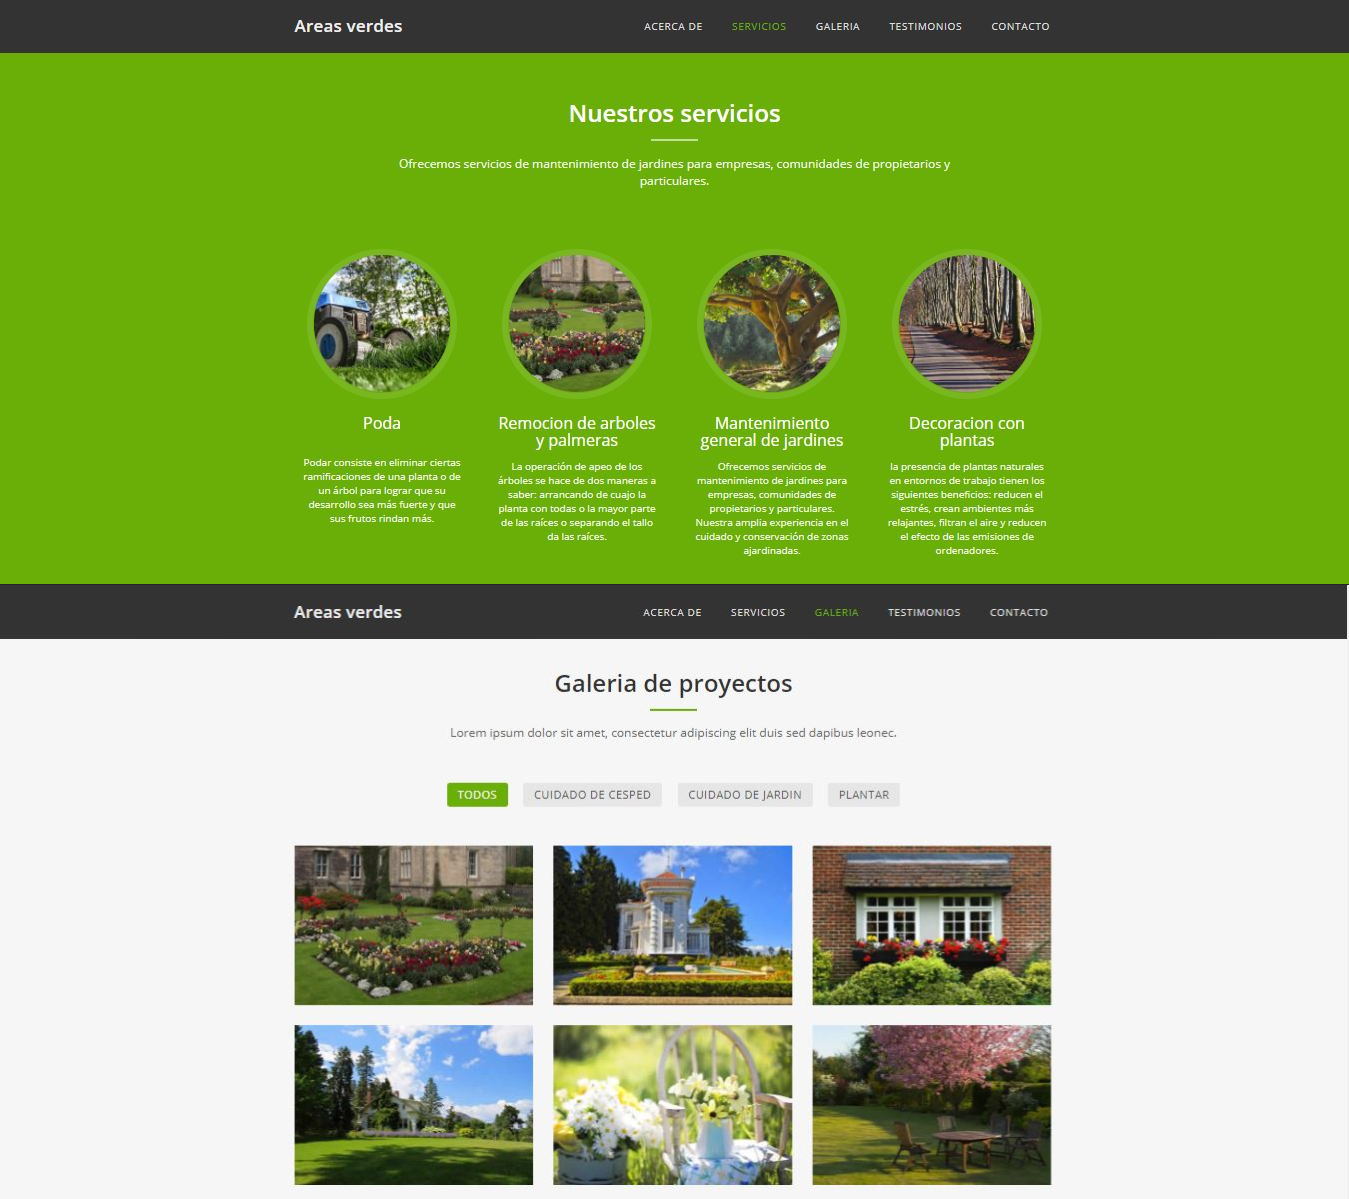 Areas verdes
ACERCA DE SERVICIOS GALERIA TESTIMONIOS CONTACTO
Nuestros servicios
Ofrecemos servicios de mantenimiento de jardines para empresas, comunidades de propietarios y
particulares.
Poda
Podar consiste en eliminar ciertas
ramificaciones de una planta o de
un árbol para lograr que su
desarrollo sea más fuerte y que
sus frutos rindan más.
Remocion de arboles
y palmeras
La operación de apeo de los
árboles se hace de dos maneras a
saber: arrancando de cuajo la
planta con todas o la mayor parte
de las raíces o separando el tallo
da las raíces.
Mantenimiento
general de jardines
Ofrecemos servicios de
mantenimiento de jardines para
empresas, comunidades de
propietarios y particulares.
Nuestra amplia experiencia en el
cuidado y conservación de zonas
ajardinadas.
Decoracion con
plantas
la presencia de plantas naturales
en entornos de trabajo tienen los
siguientes beneficios: reducen el
estrés, crean ambientes más
relajantes, filtran el aire y reducen
el efecto de las emisiones de
ordenadores.
Areas verdes
ACERCA DE SERVICIOS GALERIA TESTIMONIOS CONTACTO
Galeria de proyectos
Lorem ipsum dolor sit amet, consectetur adipiscing elit duis sed dapibus leonec.
TODOS CUIDADO DE CESPED CUIDADO DE JARDIN PLANTAR